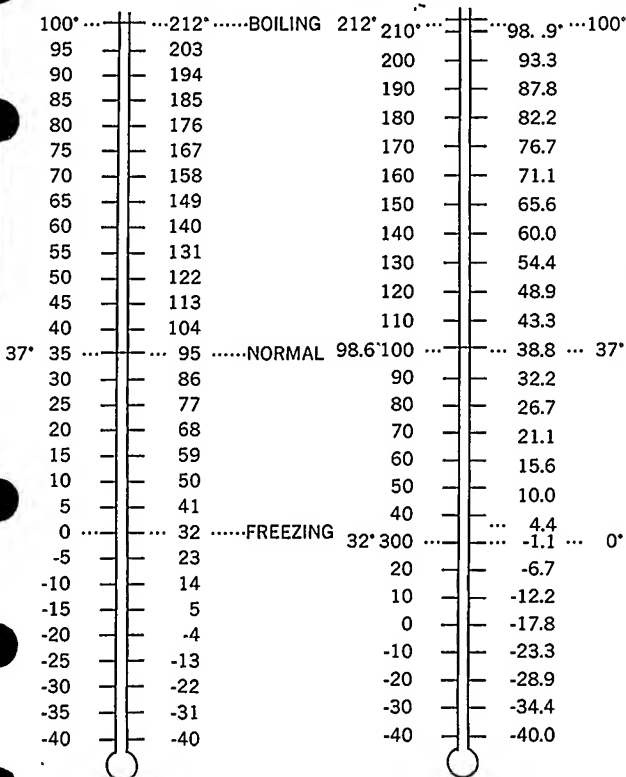 100° ... ... 212° ...... BOILING 212° 210° ... 98. .9° ... 100°
95 203 200 93.3
90 194 190 87.8
85 185 180 82.2
80 176 170 76.7
75 167 160 71.1
70 158 150 65.6
65 149 140 60.0
60 140 130 54.4
55 131 120 48.9
50 122 110 43.3
45 113
40 104
37° 35 ... ... 95 ...... NORMAL 98.6° 100 ... ... 38.8 ... 37°
30 86 90 32.2
25 77 80 26.7
20 68 70 21.1
15 59 60 15.6
10 50 50 10.0
5 41 40 ... 4.4
0 ... ... 32 ...... FREEZING 32° 300 ... ... -1.1 ... 0°
-5 23 20 -6.7
-10 14 10 -12.2
-15 5 0 -17.8
-20 -4 -10 -23.3
-25 -13 -20 -28.9
-30 -22 -30 -34.4
-35 -31 -40 -40.0
-40 -40